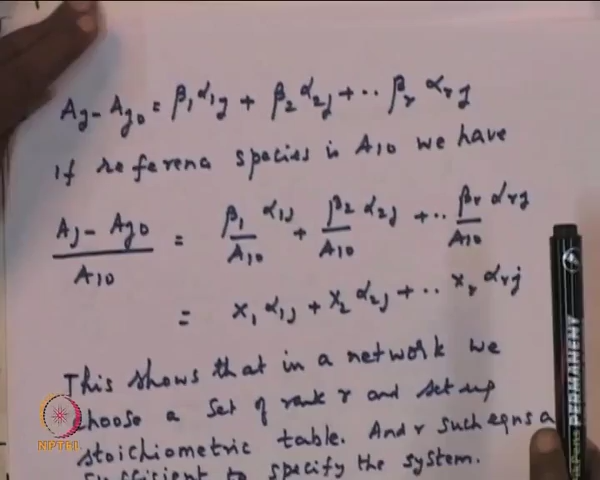 Aj - Aj0 = β1 α1j + β2 α2j + .. βr αrj
If reference species is A10 we have
Aj - Aj0 / A10 = β1/A10 α1j + β2/A10 α2j + .. βr/A10 αrj
= x1 α1j + x2 α2j + .. xr αrj
This shows that in a network we
choose a set of rank r and set up
stoichiometric table. And r such eqns a
sufficient to specify the system.
NPTEL
PERMANENT